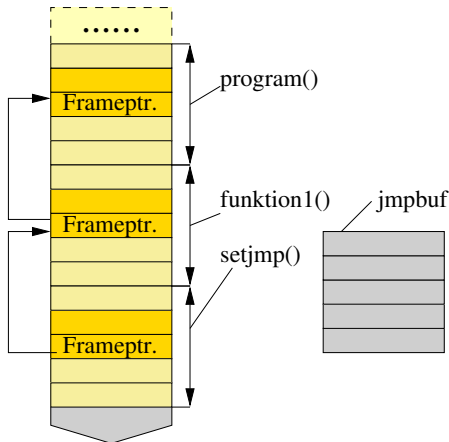 ......
program()
Frameptr.
funktion1()
jmpbuf
Frameptr.
setjmp()
Frameptr.